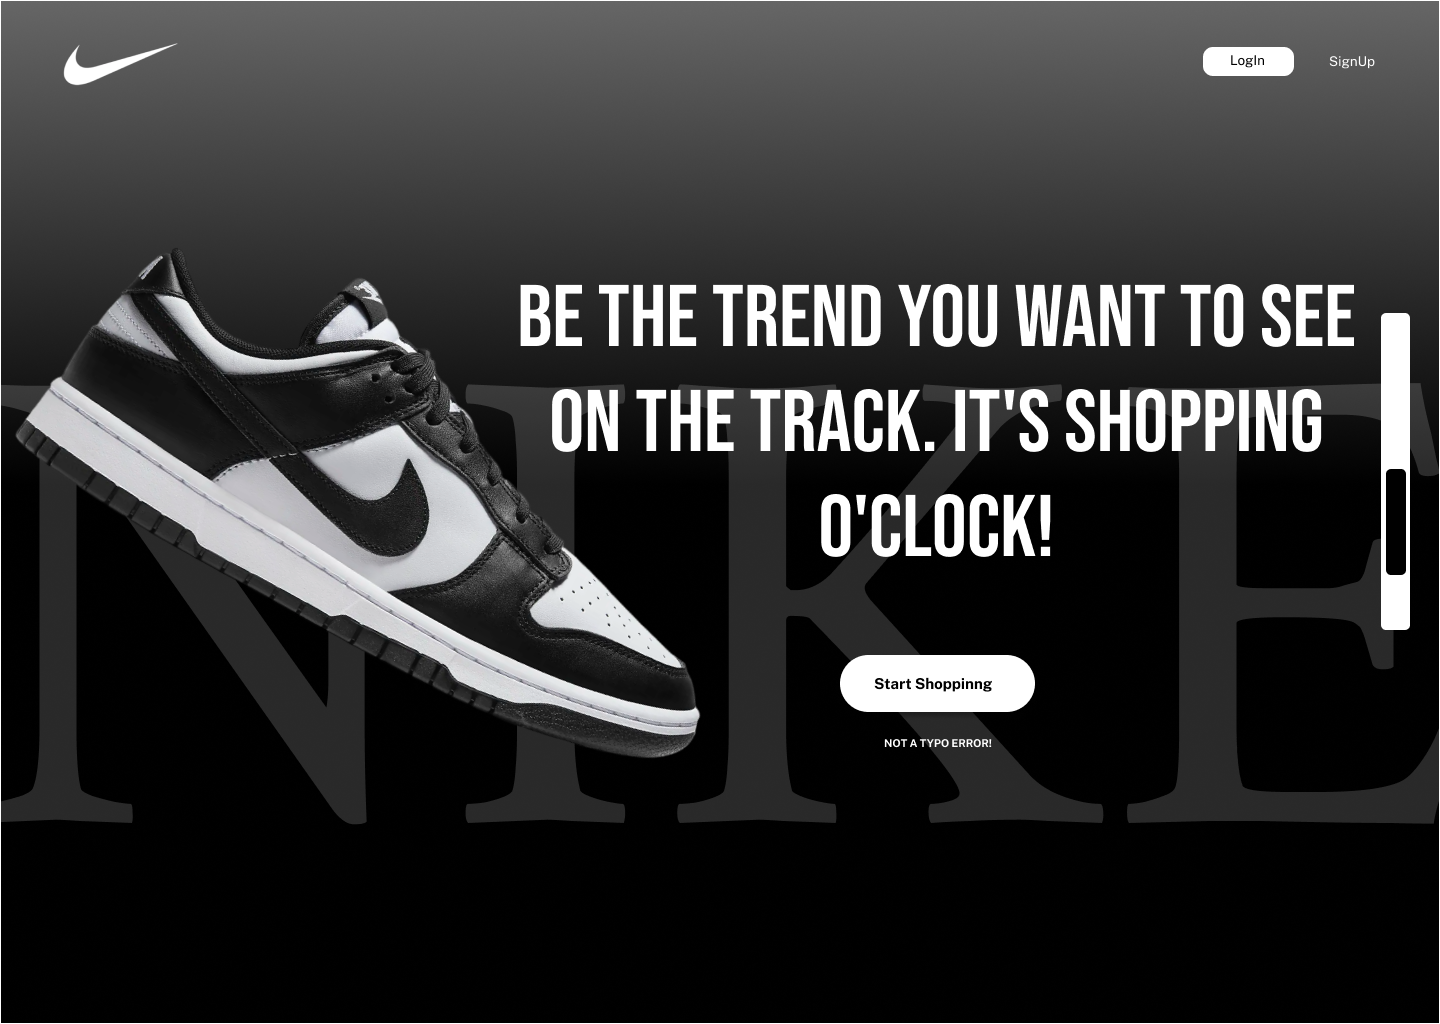 LogIn
SignUp
BE THE TREND YOU WANT TO SEE
ON THE TRACK. IT'S SHOPPING
O'CLOCK!
NIKE
Start Shoppinng
NOT A TYPO ERROR!